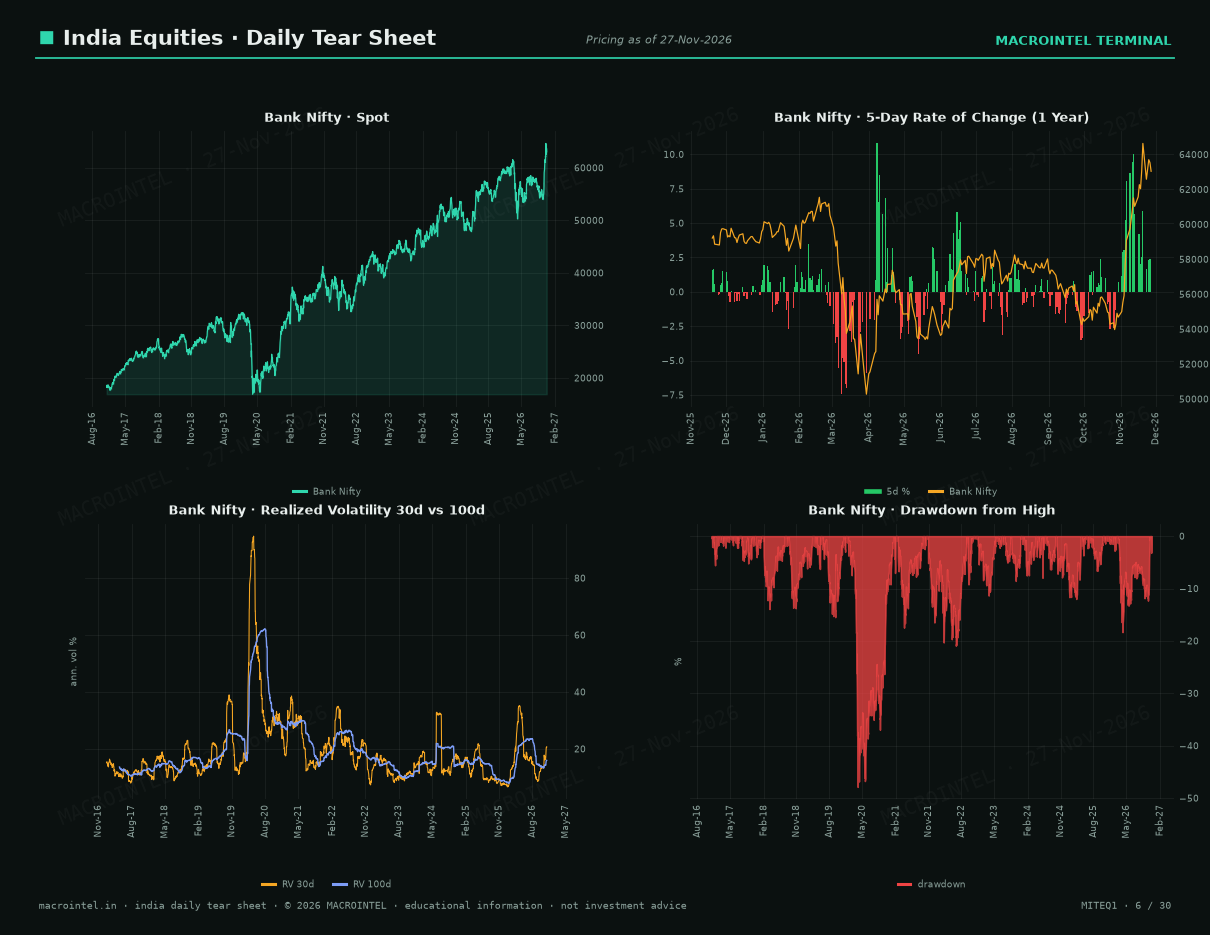 India Equities · Daily Tear Sheet
Pricing as of 27-Nov-2026
MACROINTEL TERMINAL
Bank Nifty · Spot
60000
50000
40000
30000
20000
Aug-16 May-17 Feb-18 Nov-18 Aug-19 May-20 Feb-21 Nov-21 Aug-22 May-23 Feb-24 Nov-24 Aug-25 May-26 Feb-27
Bank Nifty
Bank Nifty · 5-Day Rate of Change (1 Year)
10.0
7.5
5.0
2.5
0.0
−2.5
−5.0
−7.5
64000
62000
60000
58000
56000
54000
52000
50000
Nov-25 Dec-25 Jan-26 Feb-26 Mar-26 Apr-26 May-26 Jun-26 Jul-26 Aug-26 Sep-26 Oct-26 Nov-26 Dec-26
5d % Bank Nifty
Bank Nifty · Realized Volatility 30d vs 100d
ann. vol %
80
60
40
20
Nov-16 Aug-17 May-18 Feb-19 Nov-19 Aug-20 May-21 Feb-22 Nov-22 Aug-23 May-24 Feb-25 Nov-25 Aug-26 May-27
RV 30d RV 100d
Bank Nifty · Drawdown from High
%
0
−10
−20
−30
−40
−50
Aug-16 May-17 Feb-18 Nov-18 Aug-19 May-20 Feb-21 Nov-21 Aug-22 May-23 Feb-24 Nov-24 Aug-25 May-26 Feb-27
drawdown
MACROINTEL · 27-Nov-2026
macrointel.in · india daily tear sheet · © 2026 MACROINTEL · educational information · not investment advice
MITEQ1 · 6 / 30